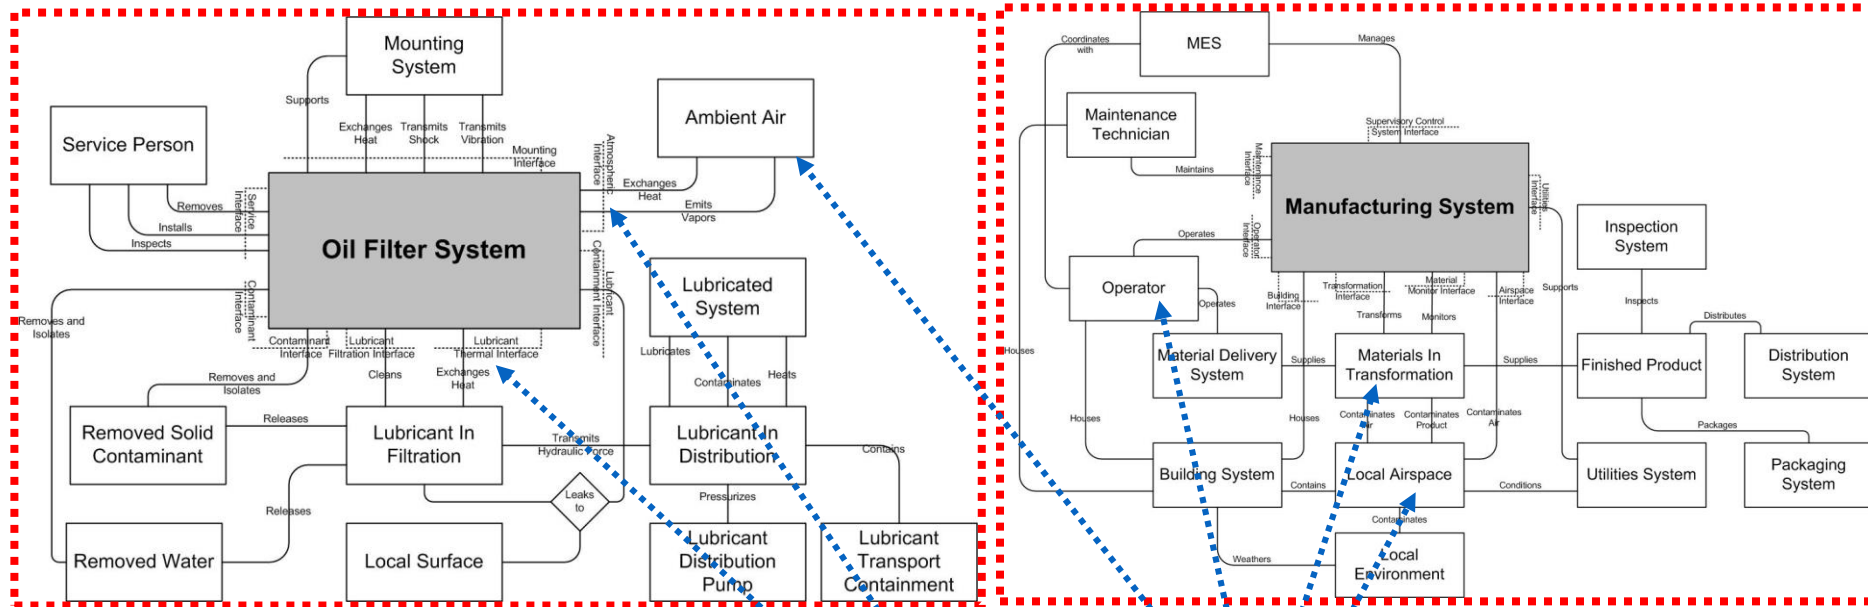 Mounting
System
Supports
Exchanges
Heat
Transmits
Shock
Transmits
Vibration
Mounting
Interface
Ambient Air
Atmospheric
Interface
Exchanges
Heat
Emits
Vapors
Service Person
Removes
Installs
Inspects
Service
Interface
Oil Filter System
Contaminant
Interface
Removes and
Isolates
Contaminant
Interface
Lubricant
Filtration Interface
Lubricant
Thermal Interface
Lubricant
Containment Interface
Lubricated
System
Removes and
Isolates
Cleans
Exchanges
Heat
Lubricates
Contaminates
Heats
Removed Solid
Contaminant
Releases
Lubricant In
Filtration
Transmits
Hydraulic Force
Lubricant In
Distribution
Contains
Releases
Leaks
to
Pressurizes
Removed Water
Local Surface
Lubricant
Distribution
Pump
Lubricant
Transport
Containment
Coordinates
with
MES
Manages
Maintenance
Technician
Supervisory Control
System Interface
Maintains
Maintenance
Interface
Manufacturing System
Utilities
Interface
Operates
Operator
Interface
Operator
Operates
Building
Interface
Transformation
Interface
Material
Monitor Interface
Airspace
Interface
Supports
Inspection
System
Inspects
Transforms
Monitors
Distributes
Houses
Material Delivery
System
Supplies
Materials In
Transformation
Supplies
Finished Product
Distribution
System
Houses
Houses
Contaminates
Air
Contaminates
Product
Contaminates
Air
Packages
Building System
Contains
Local Airspace
Conditions
Utilities System
Packaging
System
Contaminates
Weathers
Local
Environment